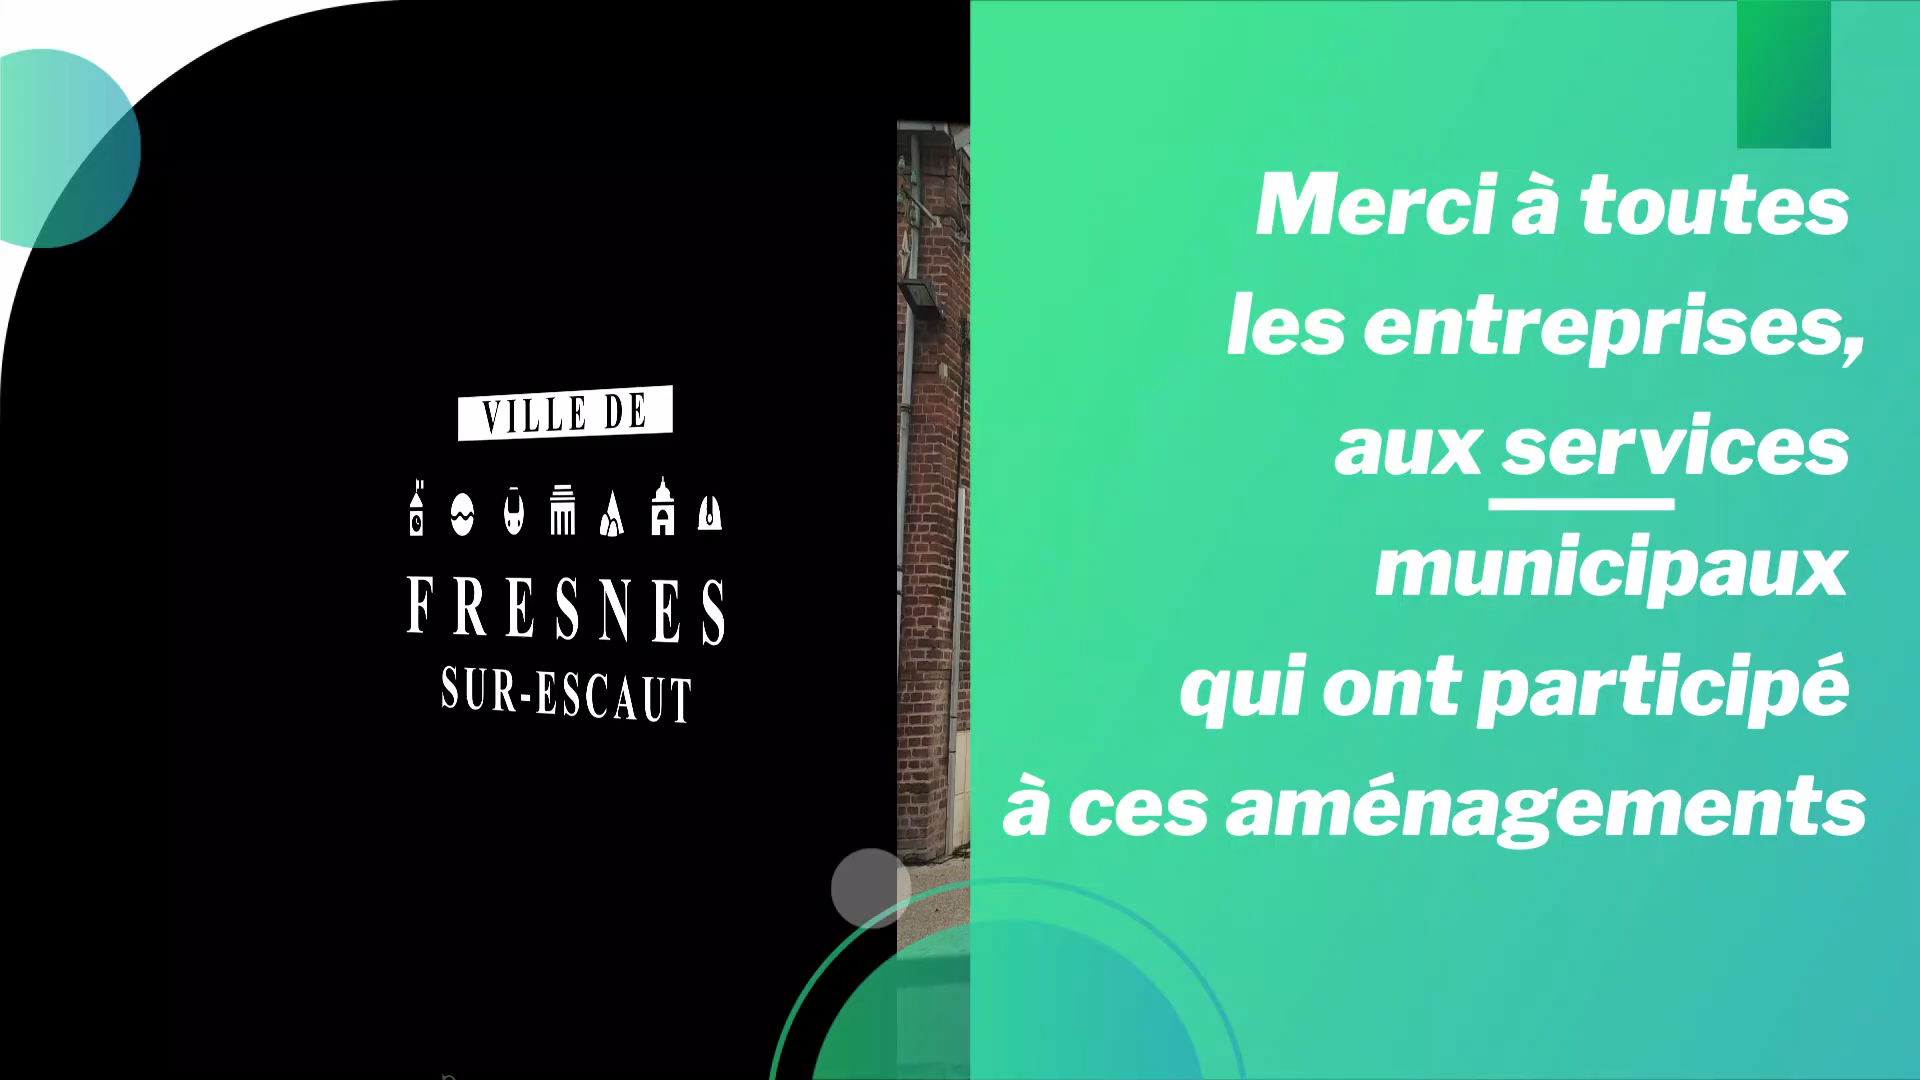 VILLE DE
FRESNES
SUR-ESCAUT
Merci à toutes
les entreprises,
aux services
municipaux
qui ont participé
à ces aménagements